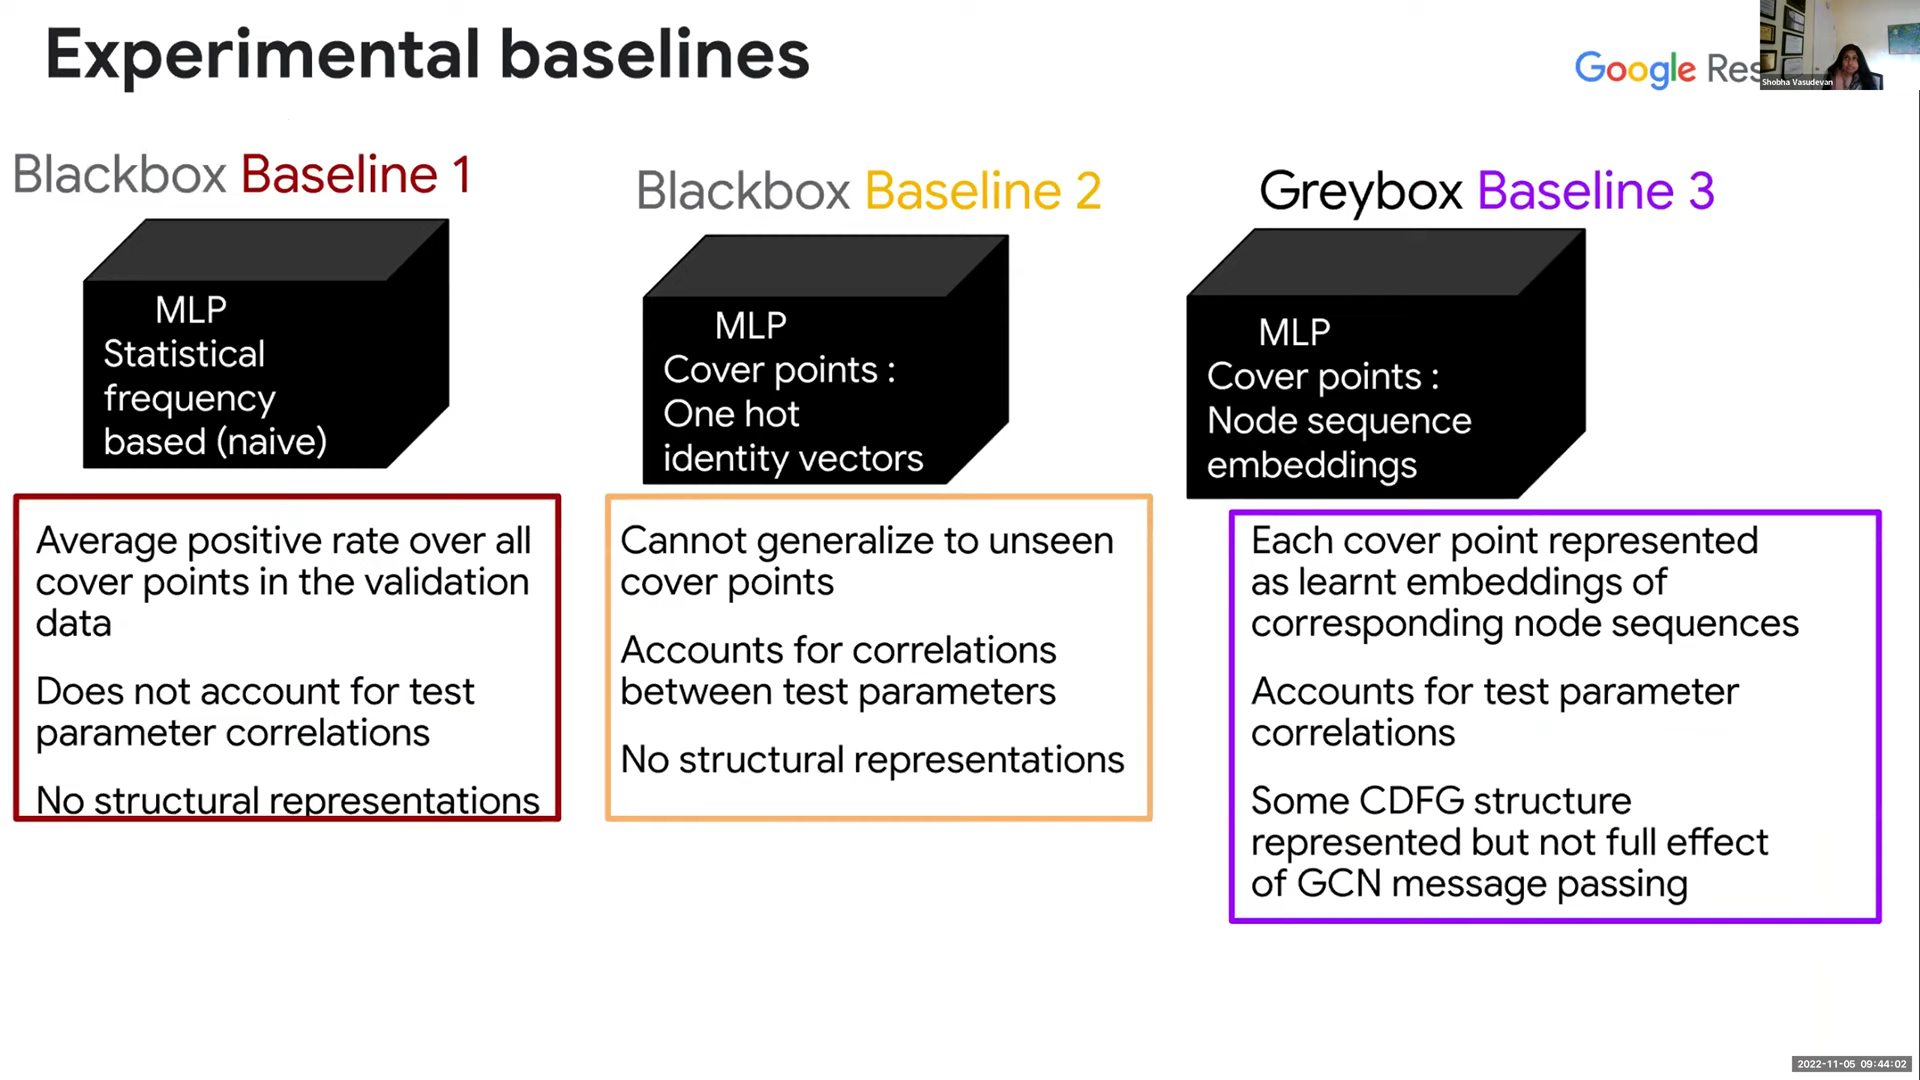 Experimental baselines
Google Res
Shobha Vasudevan
Blackbox Baseline 1
MLP
Statistical
frequency
based (naive)
Average positive rate over all
cover points in the validation
data
Does not account for test
parameter correlations
No structural representations
Blackbox Baseline 2
MLP
Cover points :
One hot
identity vectors
Cannot generalize to unseen
cover points
Accounts for correlations
between test parameters
No structural representations
Greybox Baseline 3
MLP
Cover points :
Node sequence
embeddings
Each cover point represented
as learnt embeddings of
corresponding node sequences
Accounts for test parameter
correlations
Some CDFG structure
represented but not full effect
of GCN message passing
2022-11-05 09:44:02